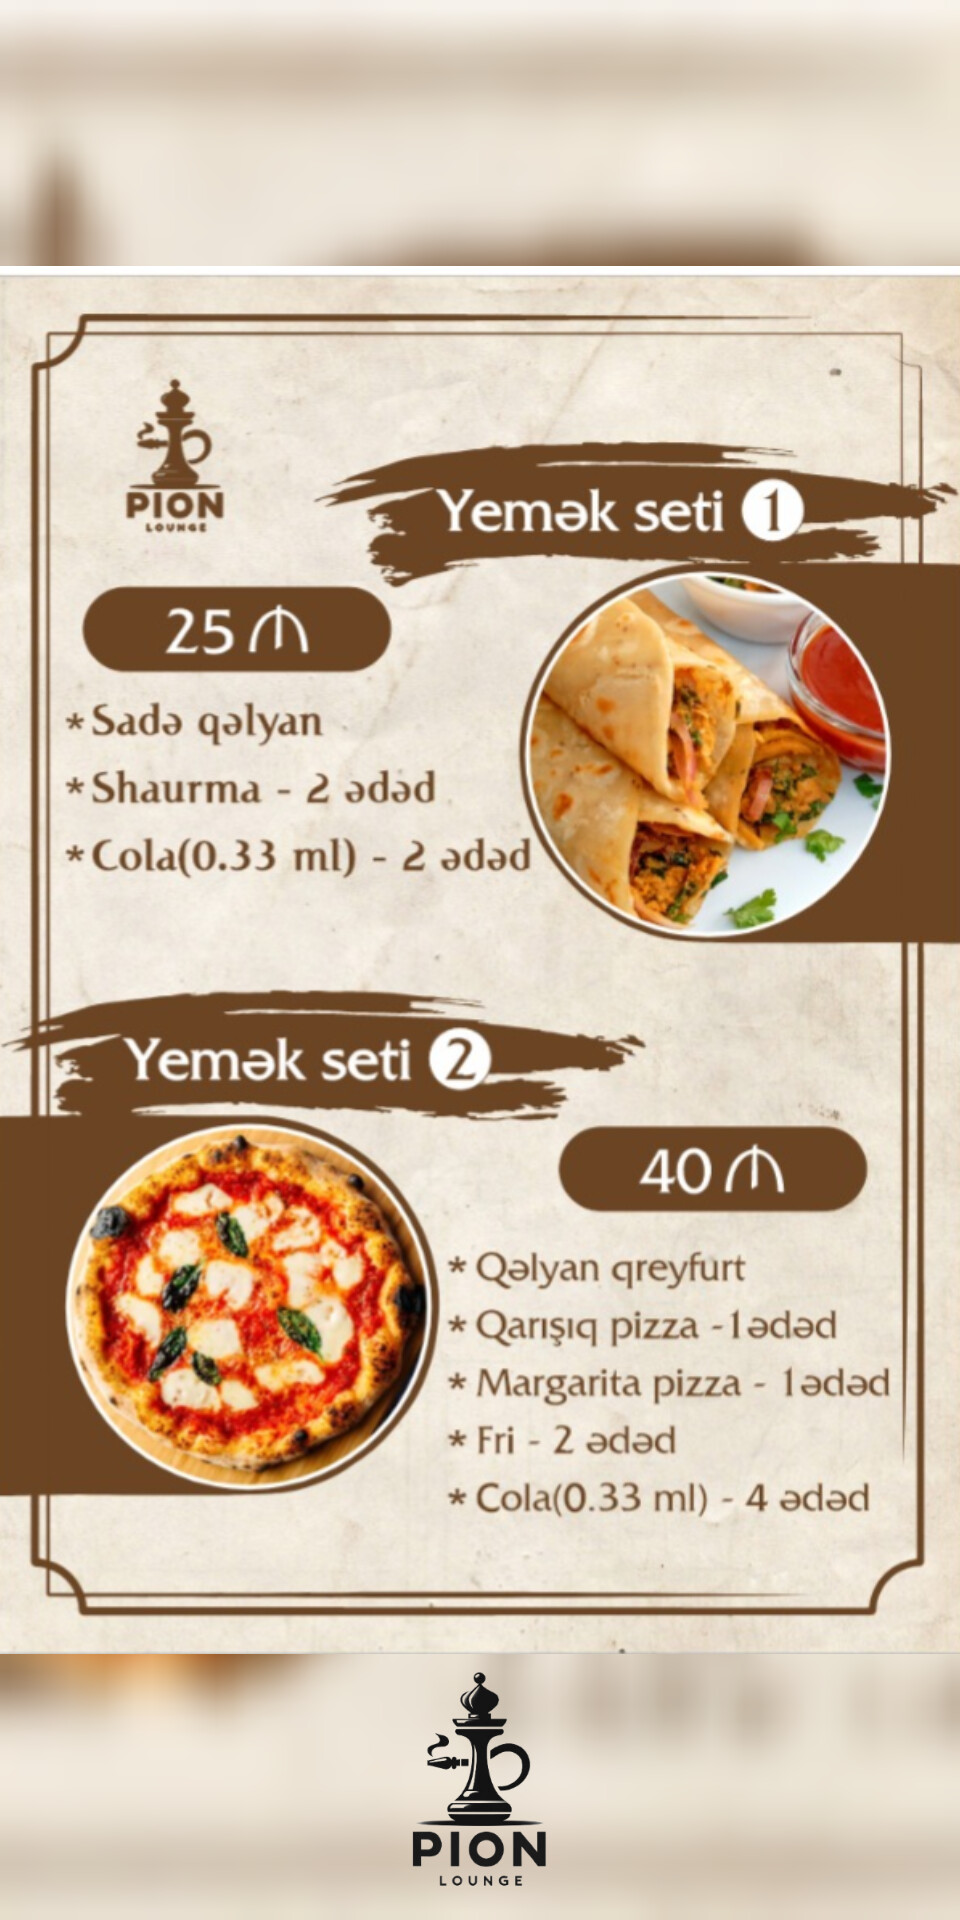 PION
LOUNGE
Yemək seti 1
25 ₼
* Sadə qəlyan
* Shaurma - 2 ədəd
* Cola(0.33 ml) - 2 ədəd
Yemək seti 2
40 ₼
* Qəlyan qreyfurt
* Qarışıq pizza -1ədəd
* Margarita pizza - 1ədəd
* Fri - 2 ədəd
* Cola(0.33 ml) - 4 ədəd
PION
LOUNGE